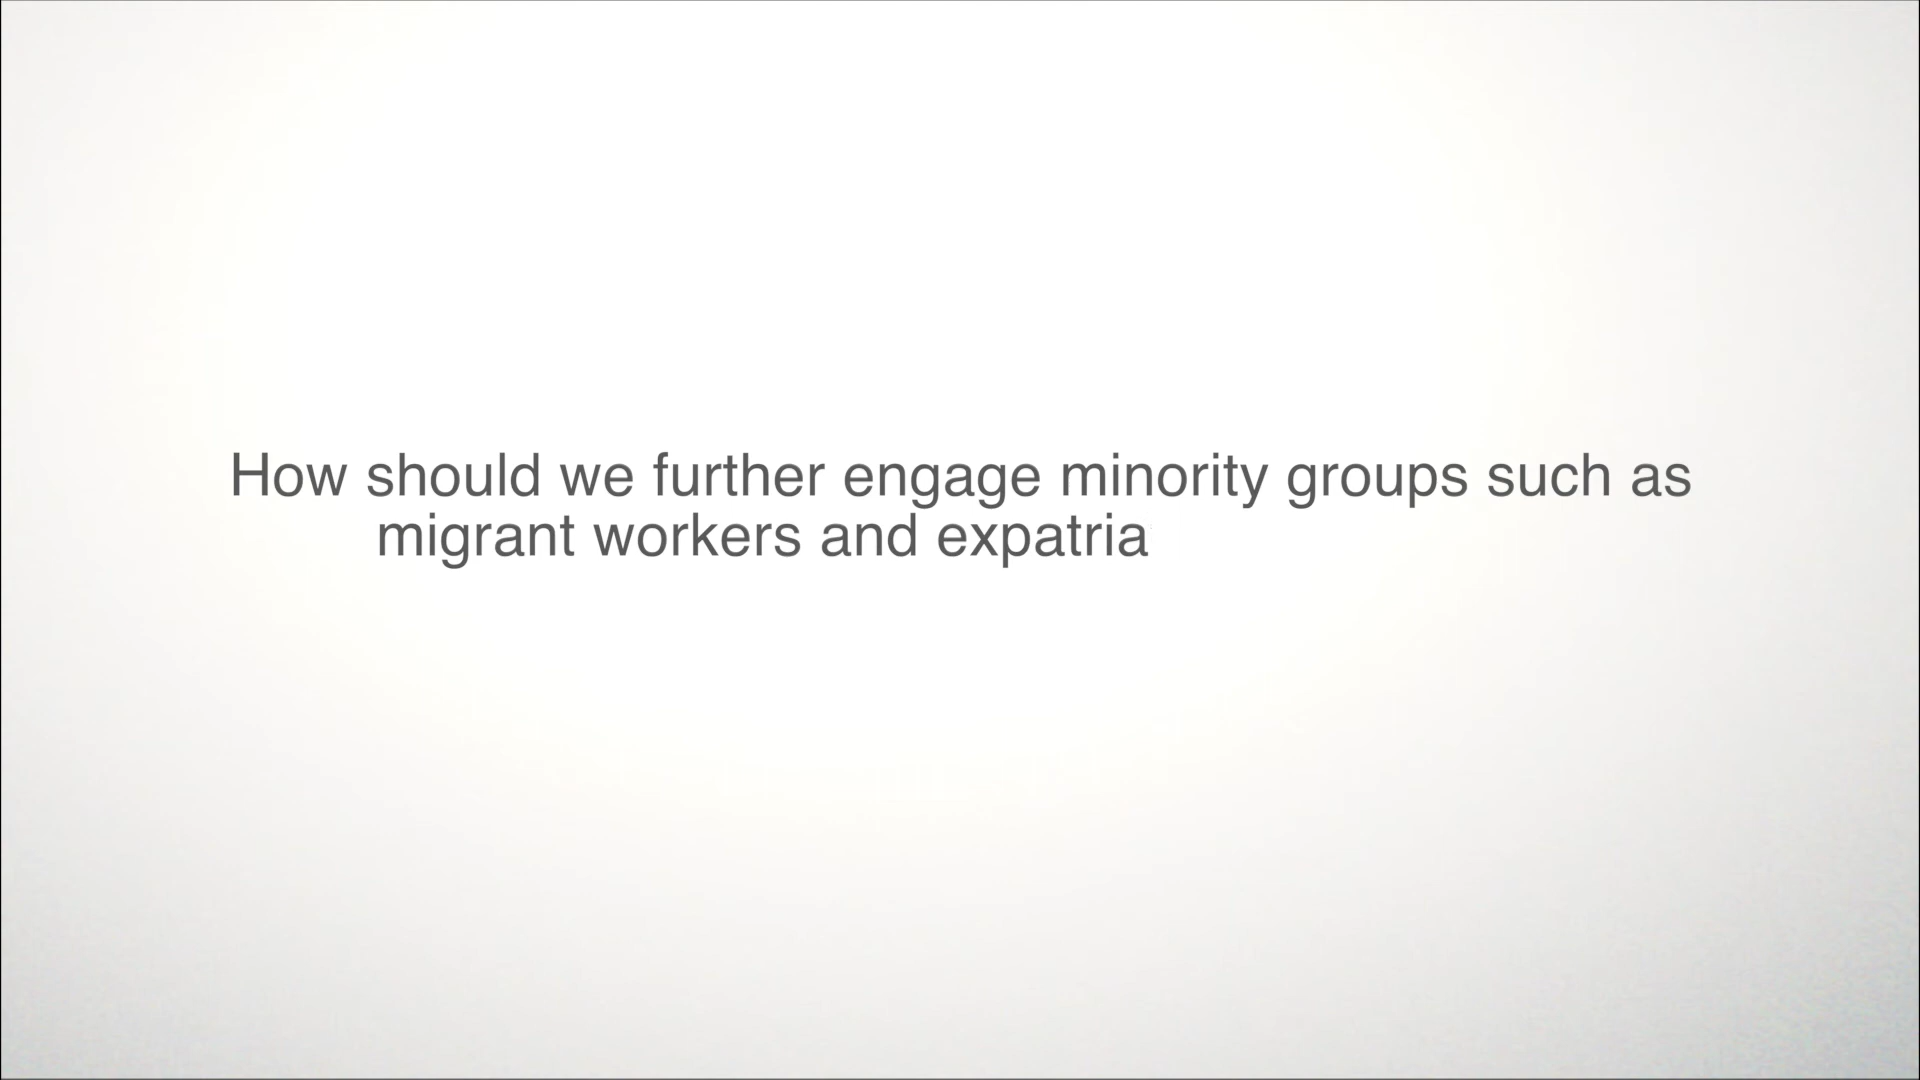 How should we further engage minority groups such as
migrant workers and expatria